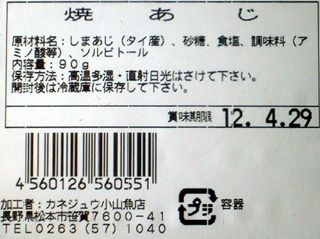 焼あじ
原材料名：しまあじ（タイ産）、砂糖、食塩、調味料（ア
ミノ酸等）、ソルビトール
内容量：90g
保存方法：高温多湿・直射日光はさけて下さい。
開封後は冷蔵庫に保存して下さい。
賞味期限 12.4.29
4 560126 560551
加工者：カネジュウ小山魚店
長野県松本市笹賀7600-41
TEL0263(57)1040
プラ
容器